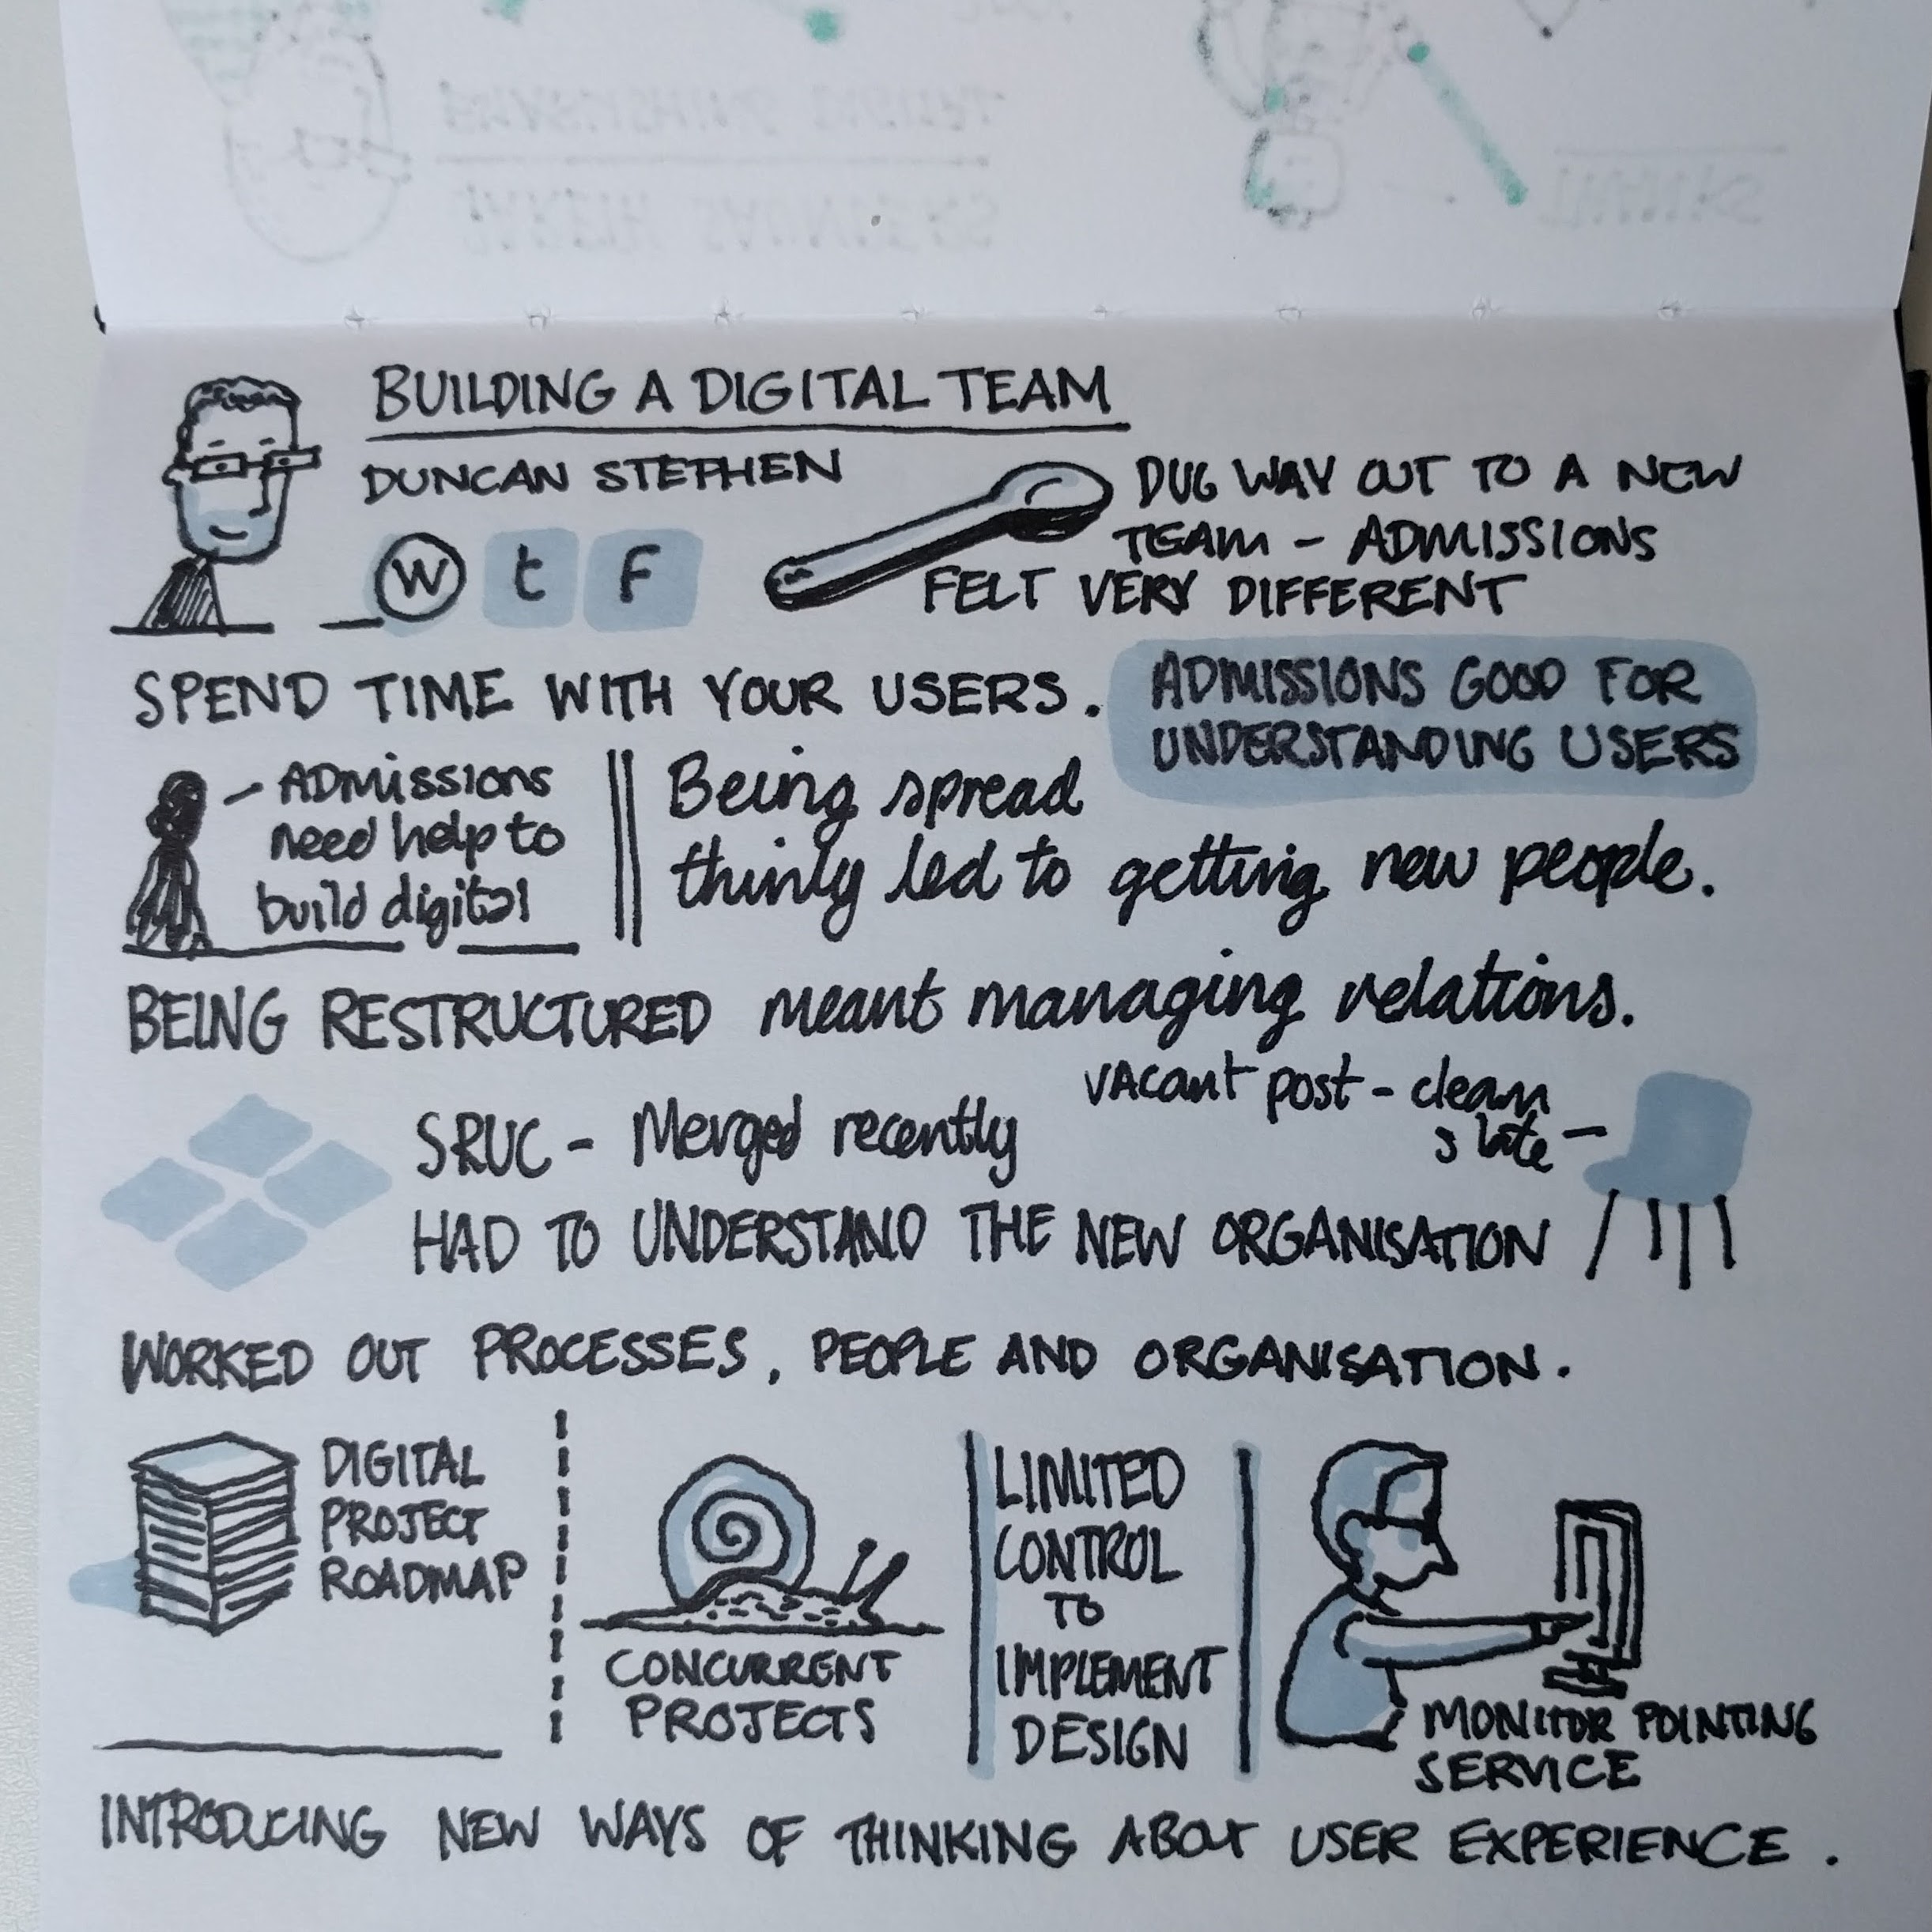 BUILDING A DIGITAL TEAM
DUNCAN STEPHEN
W t F
DUG WAY OUT TO A NEW
TEAM - ADMISSIONS
FELT VERY DIFFERENT
SPEND TIME WITH YOUR USERS.
ADMISSIONS GOOD FOR
UNDERSTANDING USERS
- ADMISSIONS
need help to
build digital
Being spread
thinly led to getting new people.
BEING RESTRUCTURED meant managing relations.
SRUC - Merged recently
VAcant post - clean
slate -
HAD TO UNDERSTAND THE NEW ORGANISATION
WORKED OUT PROCESSES, PEOPLE AND ORGANISATION.
DIGITAL
PROJECT
ROADMAP
CONCURRENT
PROJECTS
LIMITED
CONTROL
TO
IMPLEMENT
DESIGN
MONITOR POINTING
SERVICE
INTRODUCING NEW WAYS OF THINKING ABOUT USER EXPERIENCE.